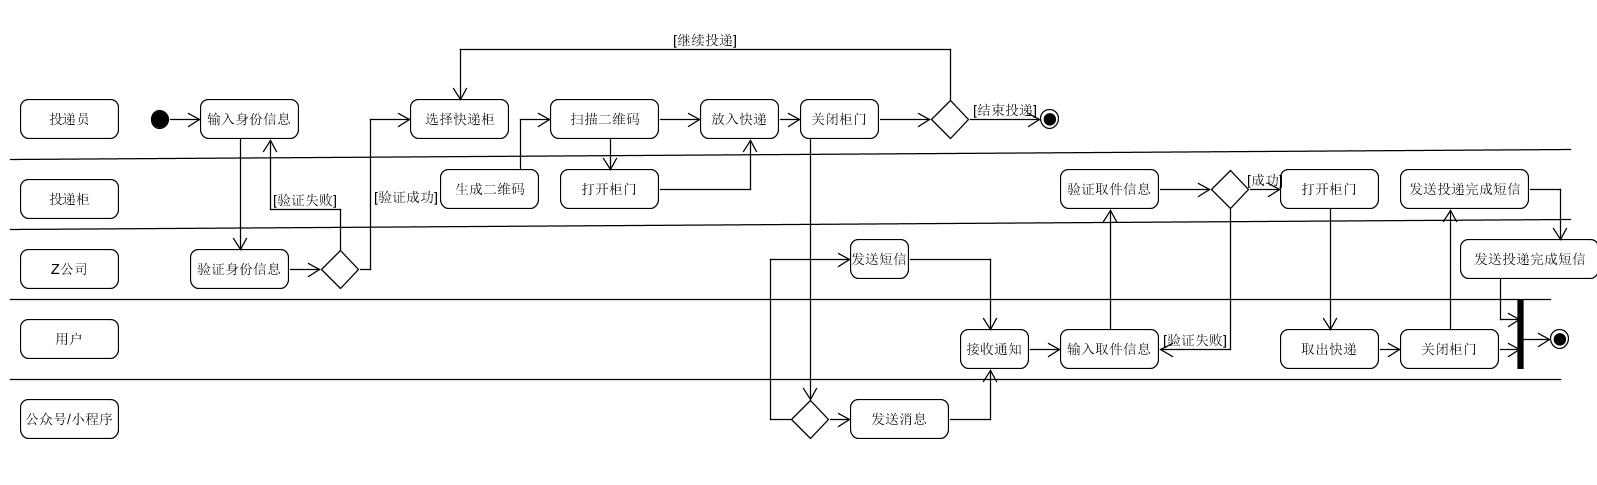 [继续投递]
投递员
输入身份信息
选择快递柜
扫描二维码
放入快递
关闭柜门
[结束投递]
投递柜
[验证失败]
[验证成功]
生成二维码
打开柜门
验证取件信息
[成功]
打开柜门
发送投递完成短信
Z公司
验证身份信息
发送短信
发送投递完成短信
用户
接收通知
输入取件信息
[验证失败]
取出快递
关闭柜门
公众号/小程序
发送消息